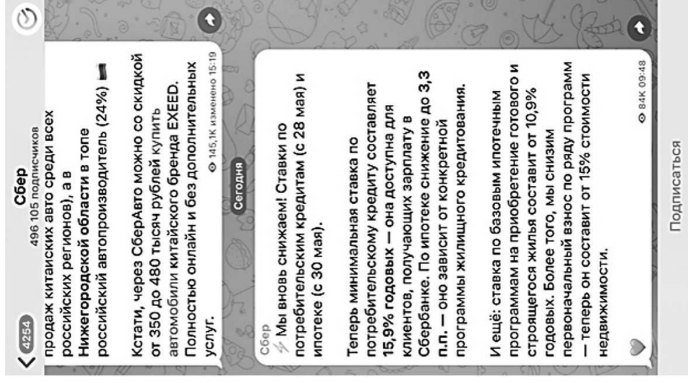 4254
Сбер
496 105 подписчиков
продаж китайских авто среди всех
российских регионов), а в
Нижегородской области в топе
российский автопроизводитель (24%)
Кстати, через СберАвто можно со скидкой
от 350 до 480 тысяч рублей купить
автомобили китайского бренда EXEED.
Полностью онлайн и без дополнительных
услуг.
145,1K изменено 15:19
Сегодня
Сбер
⚡ Мы вновь снижаем! Ставки по
потребительским кредитам (с 28 мая) и
ипотеке (с 30 мая).
Теперь минимальная ставка по
потребительскому кредиту составляет
15,9% годовых — она доступна для
клиентов, получающих зарплату в
Сбербанке. По ипотеке снижение до 3,3
п.п. — оно зависит от конкретной
программы жилищного кредитования.
И ещё: ставка по базовым ипотечным
программам на приобретение готового и
строящегося жилья составит от 10,9%
годовых. Более того, мы снизим
первоначальный взнос по ряду программ
— теперь он составит от 15% стоимости
недвижимости.
84K 09:48
Подписаться